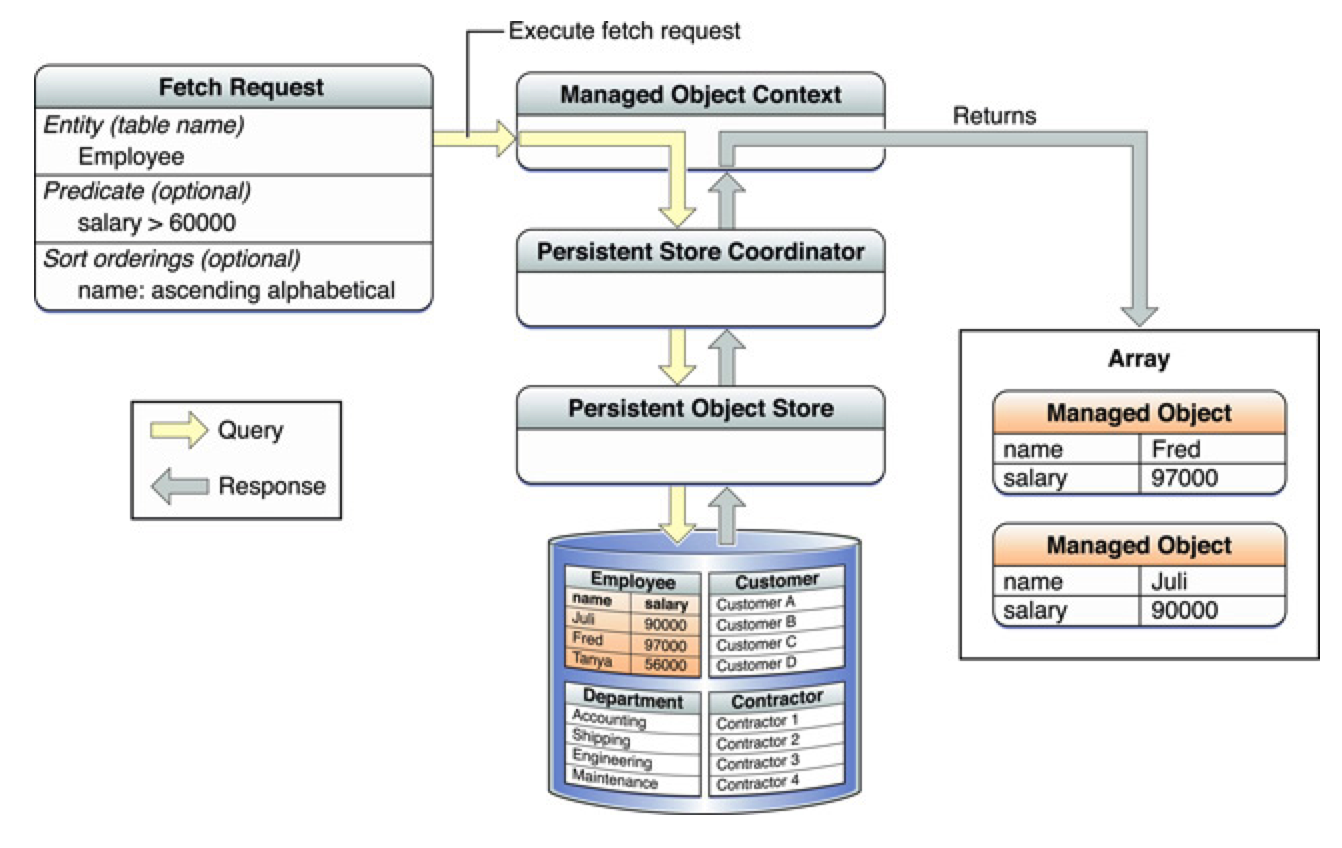 Execute fetch request
Fetch Request
Entity (table name)
Employee
Predicate (optional)
salary > 60000
Sort orderings (optional)
name: ascending alphabetical
Managed Object Context
Returns
Persistent Store Coordinator
Persistent Object Store
Query
Response
Array
Managed Object
name Fred
salary 97000
Managed Object
name Juli
salary 90000
Employee
name salary
Juli 90000
Fred 97000
Tanya 56000
Customer
Customer A
Customer B
Customer C
Customer D
Department
Accounting
Shipping
Engineering
Maintenance
Contractor
Contractor 1
Contractor 2
Contractor 3
Contractor 4